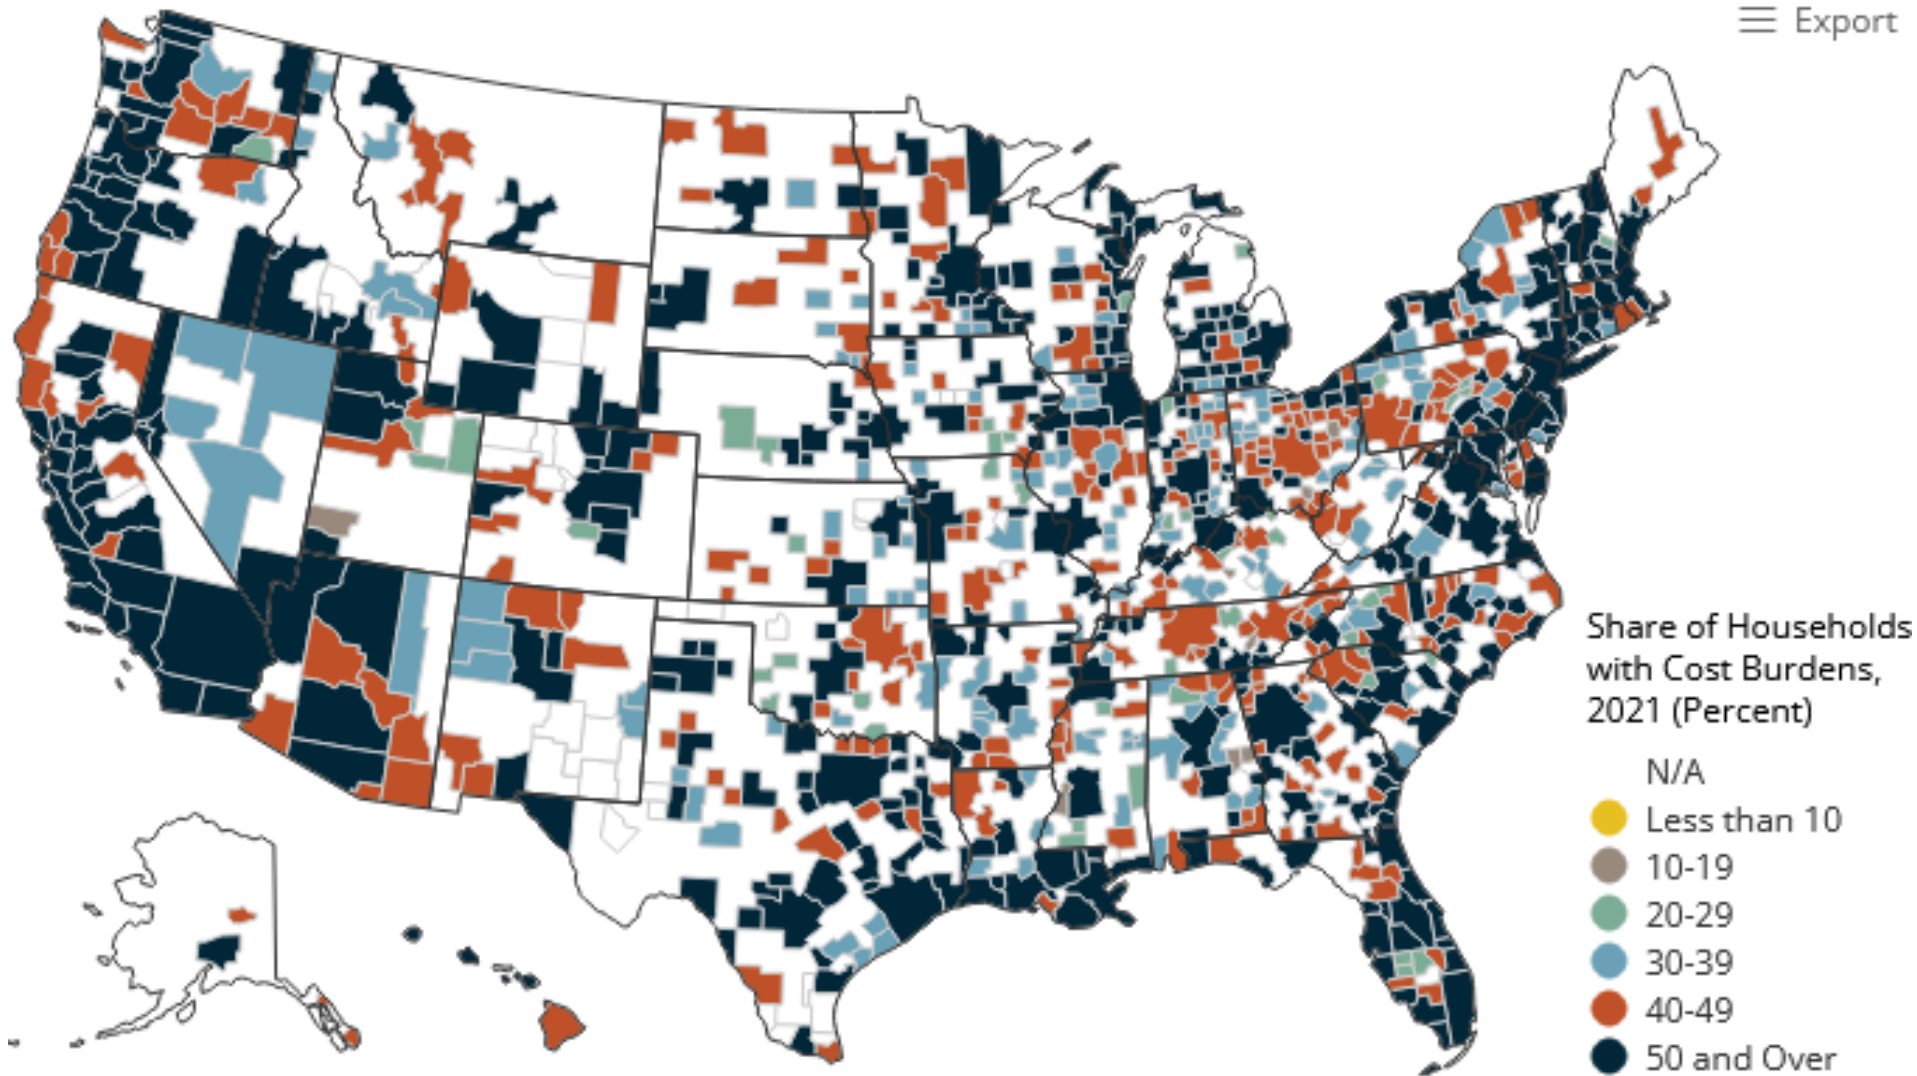 Export
Share of Households
with Cost Burdens,
2021 (Percent)
N/A
Less than 10
10-19
20-29
30-39
40-49
50 and Over